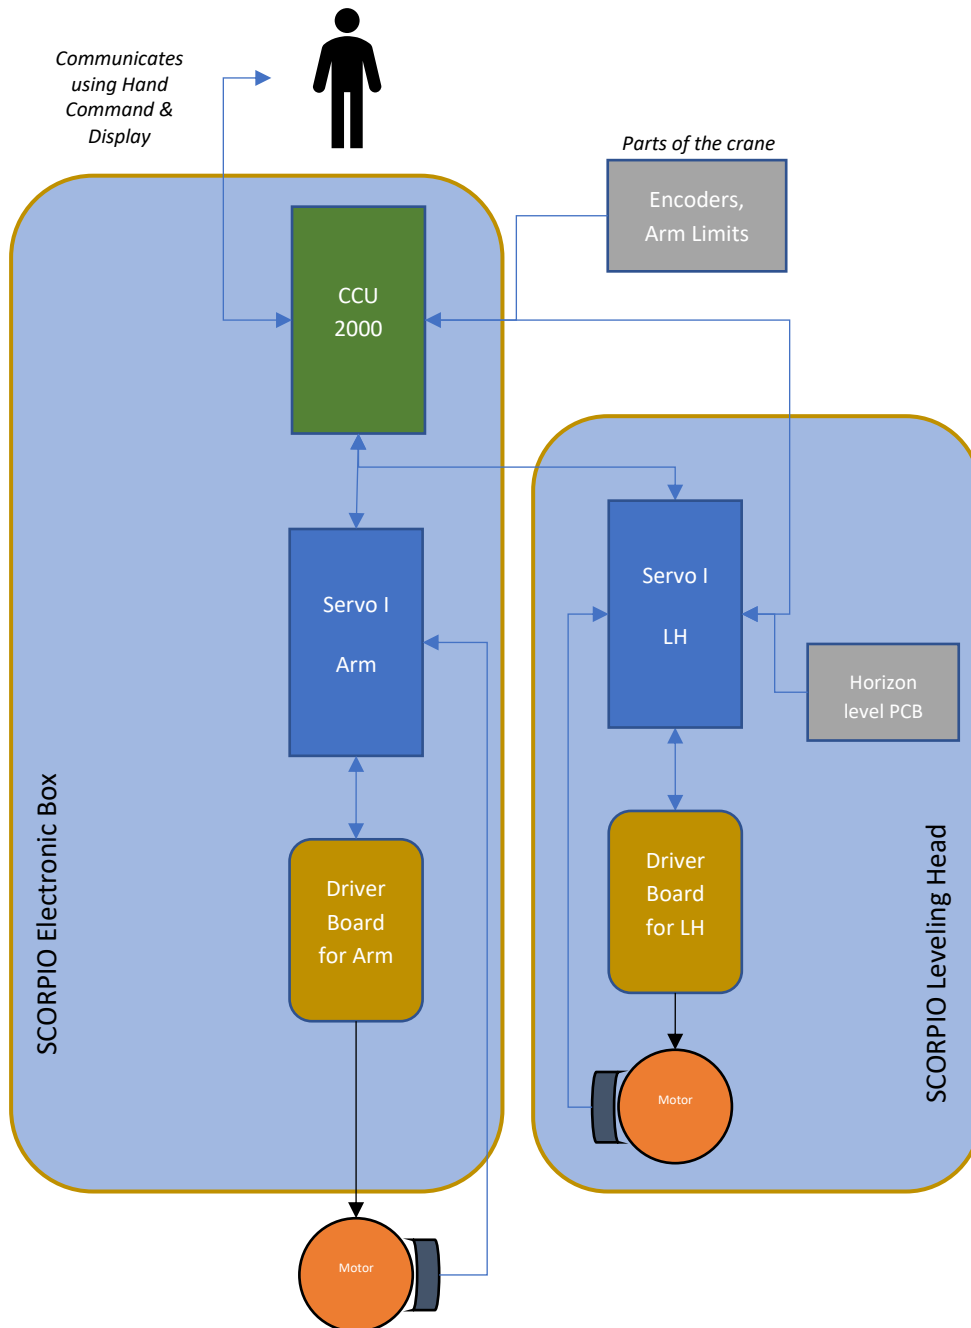 Communicates
using Hand
Command &
Display
Parts of the crane
Encoders,
Arm Limits
CCU
2000
Servo I
Arm
Servo I
LH
Horizon
level PCB
Driver
Board
for Arm
Driver
Board
for LH
SCORPIO Electronic Box
SCORPIO Leveling Head
Motor
Motor